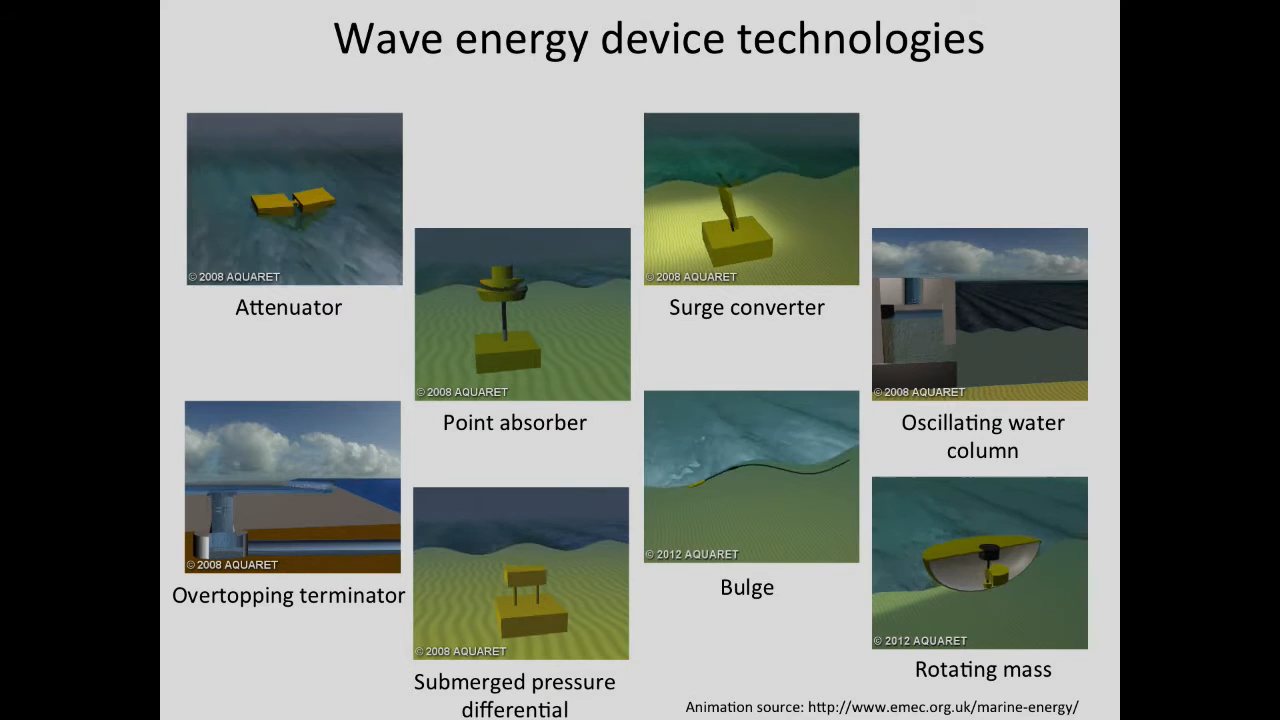 Wave energy device technologies
© 2008 AQUARET
Attenuator
© 2008 AQUARET
Point absorber
© 2008 AQUARET
Surge converter
© 2008 AQUARET
Oscillating water
column
© 2008 AQUARET
Overtopping terminator
© 2008 AQUARET
Submerged pressure
differential
© 2012 AQUARET
Bulge
© 2012 AQUARET
Rotating mass
Animation source: http://www.emec.org.uk/marine-energy/